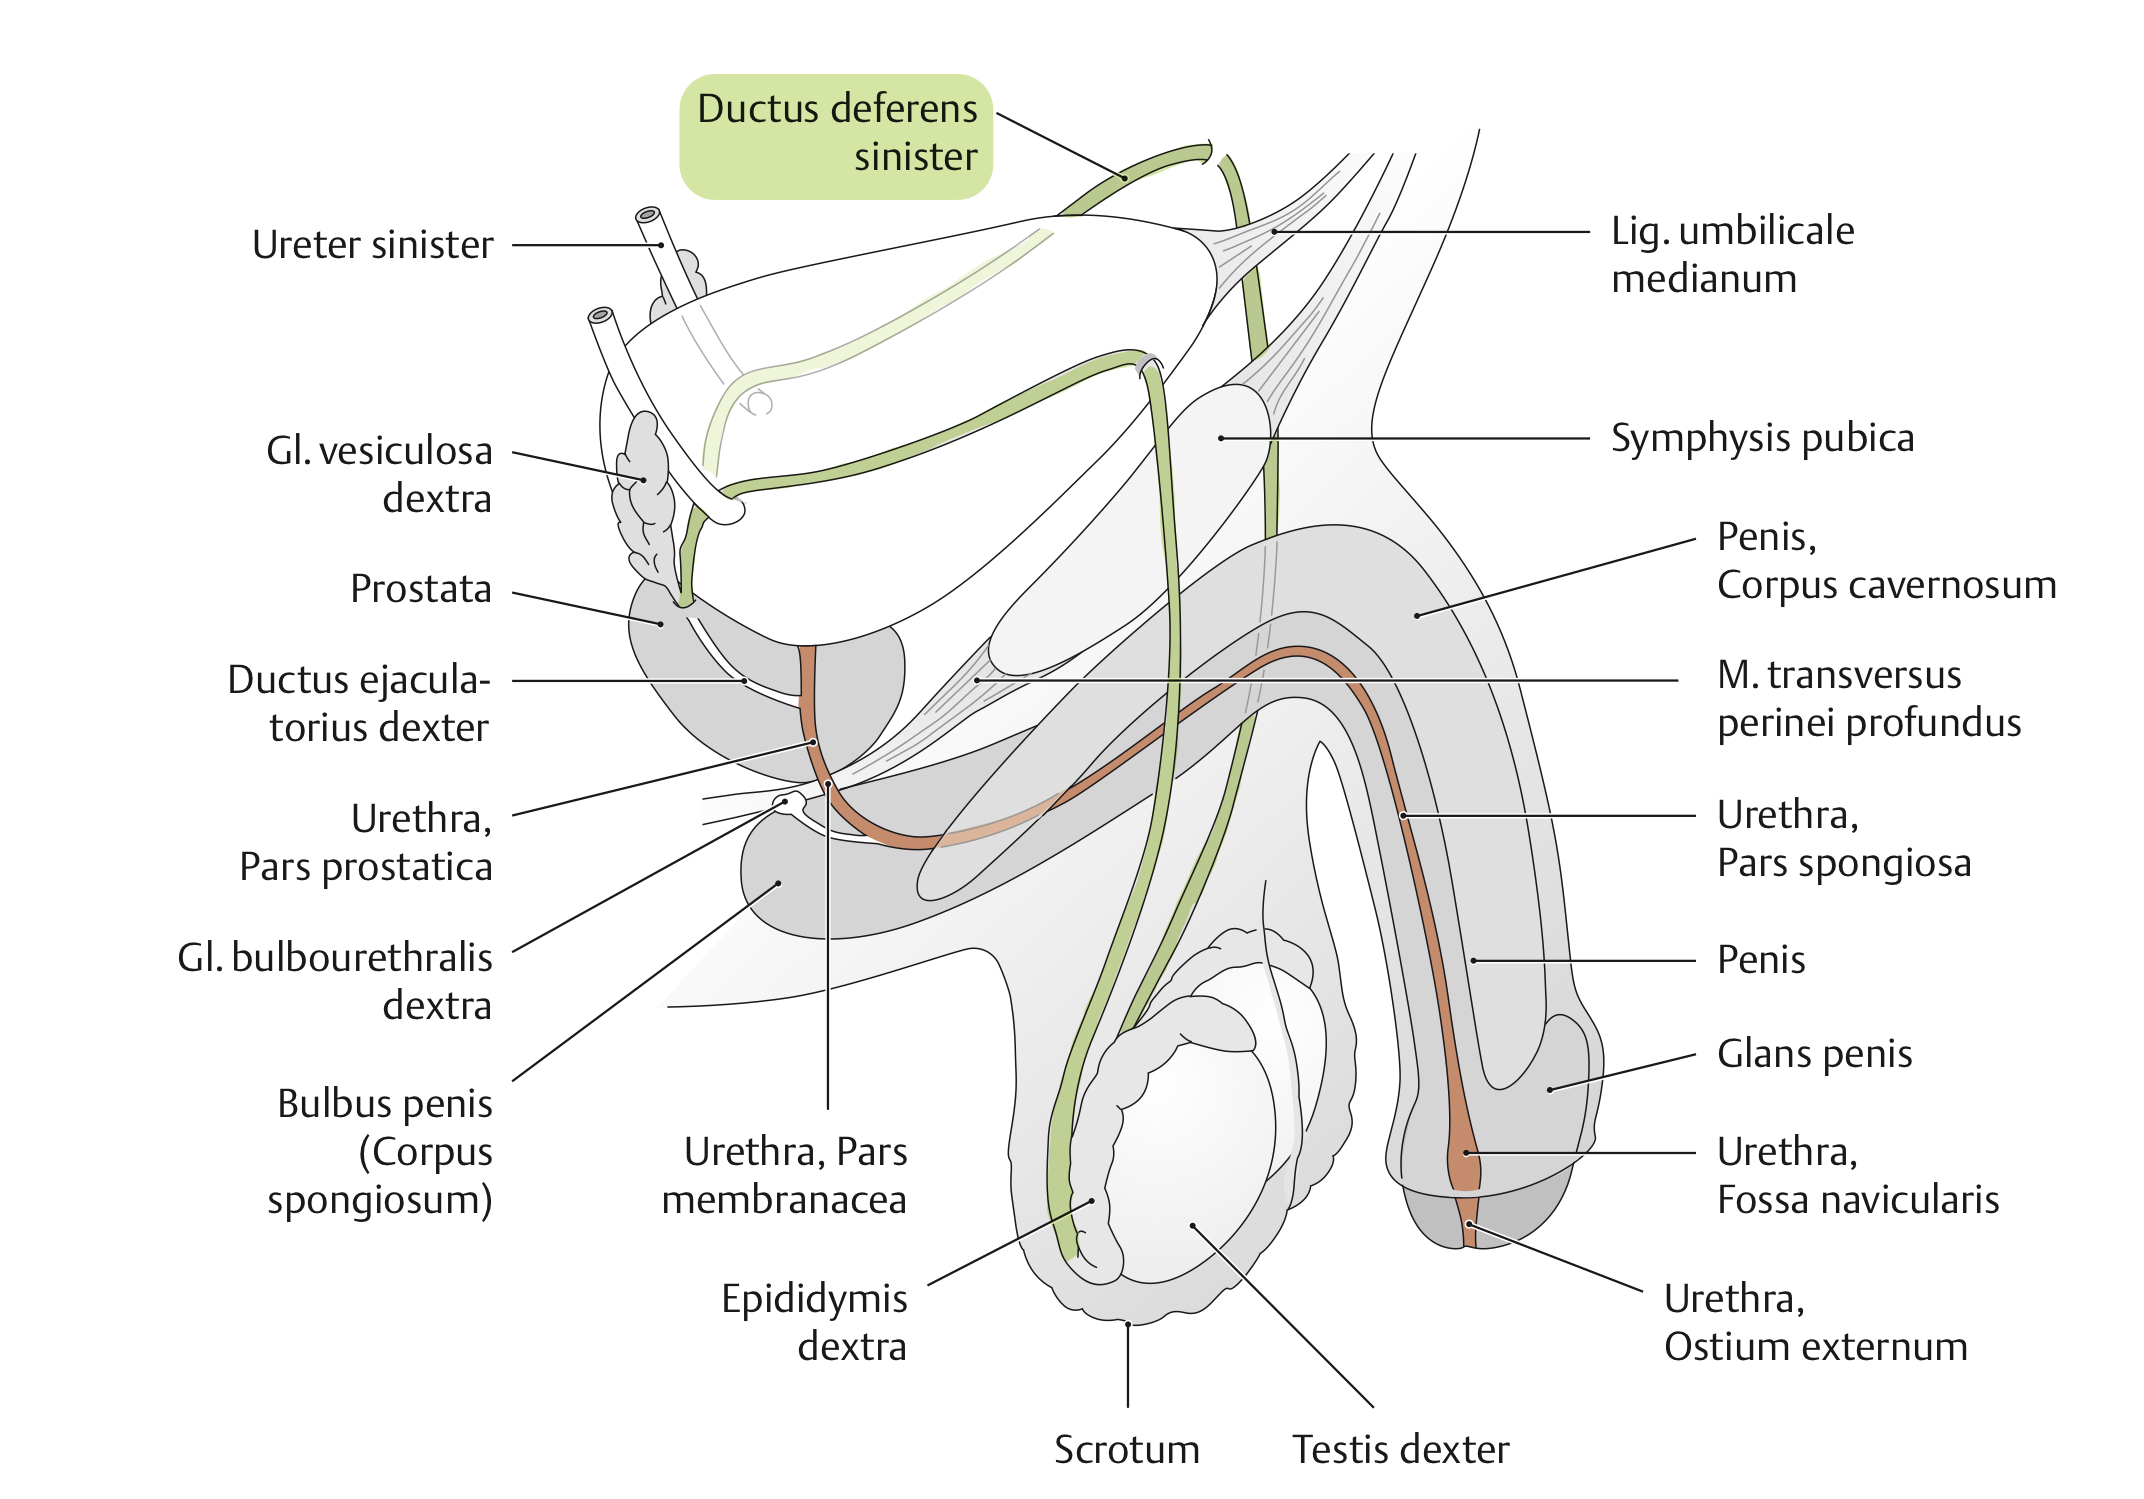 Ductus deferens
sinister
Ureter sinister
Gl. vesiculosa
dextra
Prostata
Ductus ejacula-
torius dexter
Urethra,
Pars prostatica
Gl. bulbourethralis
dextra
Bulbus penis
(Corpus
spongiosum)
Urethra, Pars
membranacea
Epididymis
dextra
Scrotum
Testis dexter
Lig. umbilicale
medianum
Symphysis pubica
Penis,
Corpus cavernosum
M. transversus
perinei profundus
Urethra,
Pars spongiosa
Penis
Glans penis
Urethra,
Fossa navicularis
Urethra,
Ostium externum